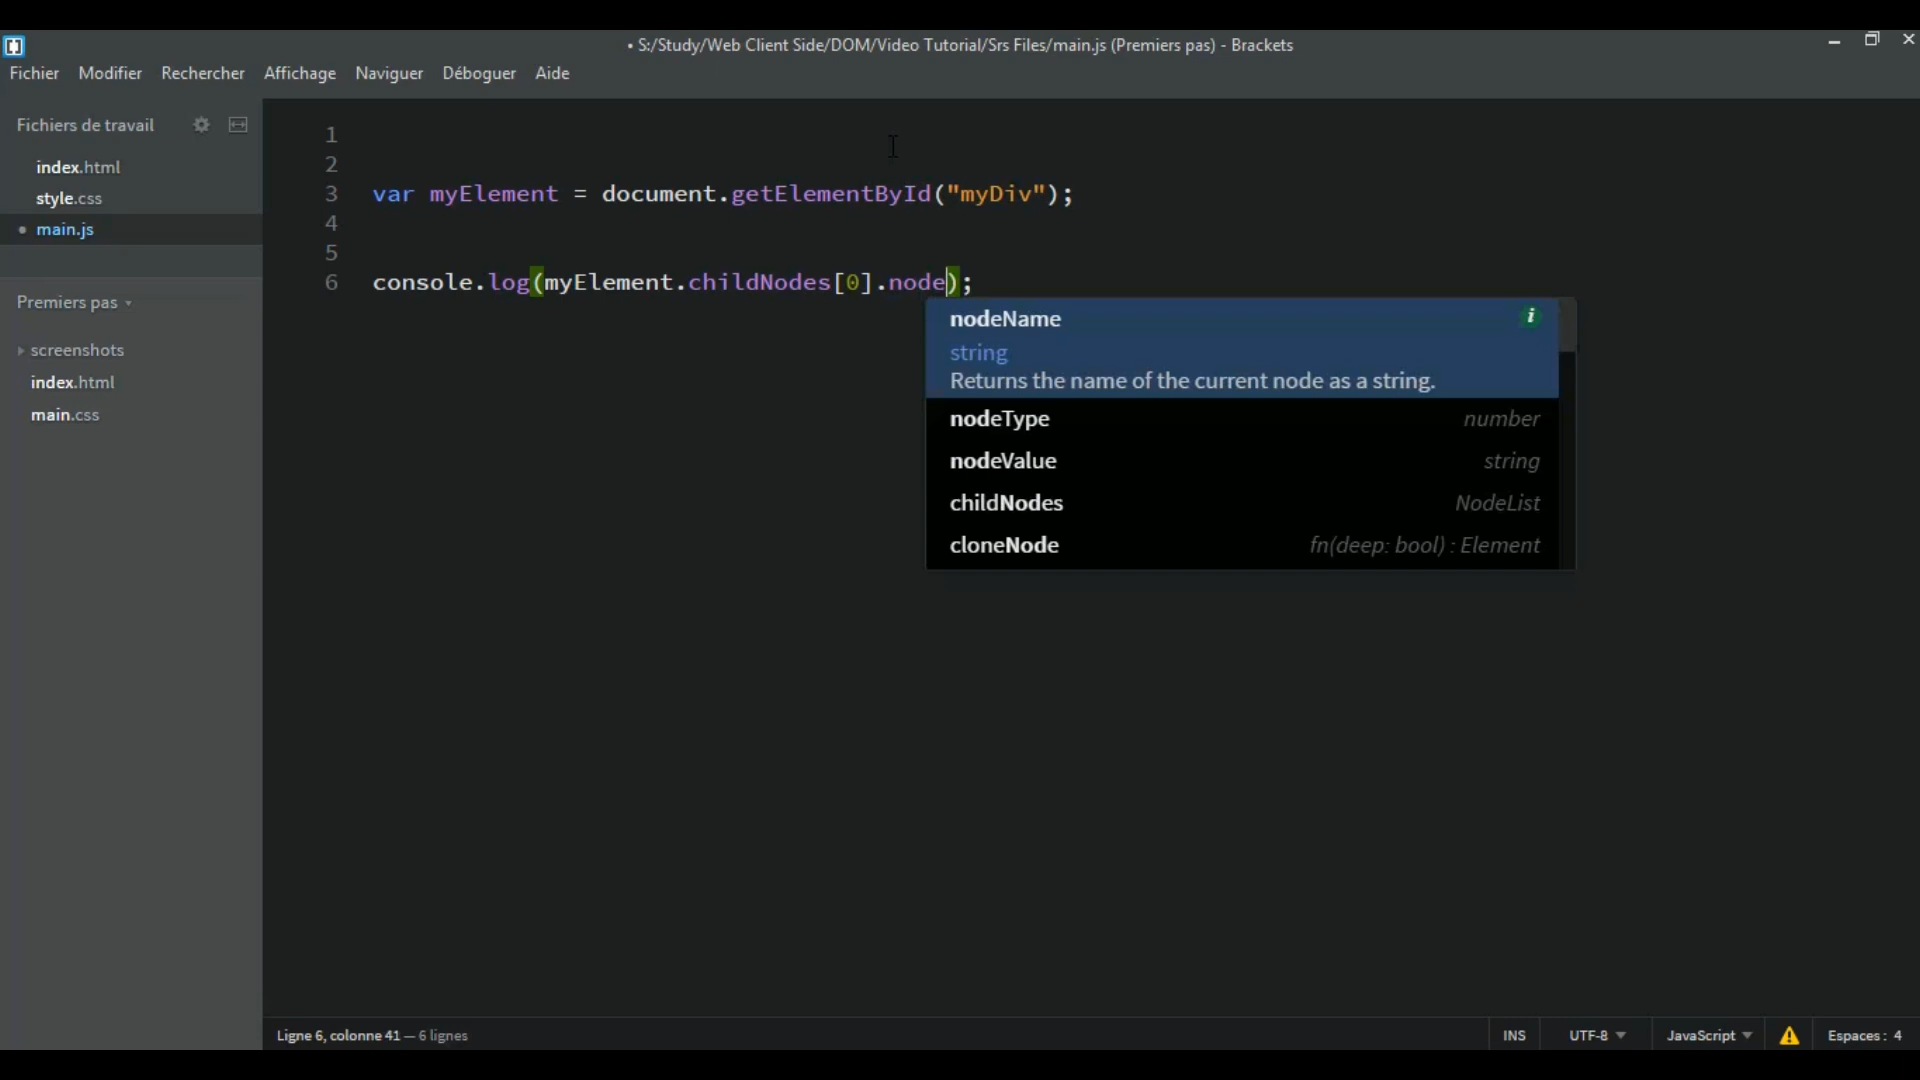 • S:/Study/Web Client Side/DOM/Video Tutorial/Srs Files/main.js (Premiers pas) - Brackets
Fichier Modifier Rechercher Affichage Naviguer Déboguer Aide
Fichiers de travail
index.html
style.css
• main.js
Premiers pas
screenshots
index.html
main.css
1
2
3 var myElement = document.getElementById("myDiv");
4
5
6 console.log(myElement.childNodes[0].node);
nodeName
string
Returns the name of the current node as a string.
nodeType number
nodeValue string
childNodes NodeList
cloneNode fn(deep: bool) : Element
Ligne 6, colonne 41 — 6 lignes
INS UTF-8 JavaScript Espaces : 4